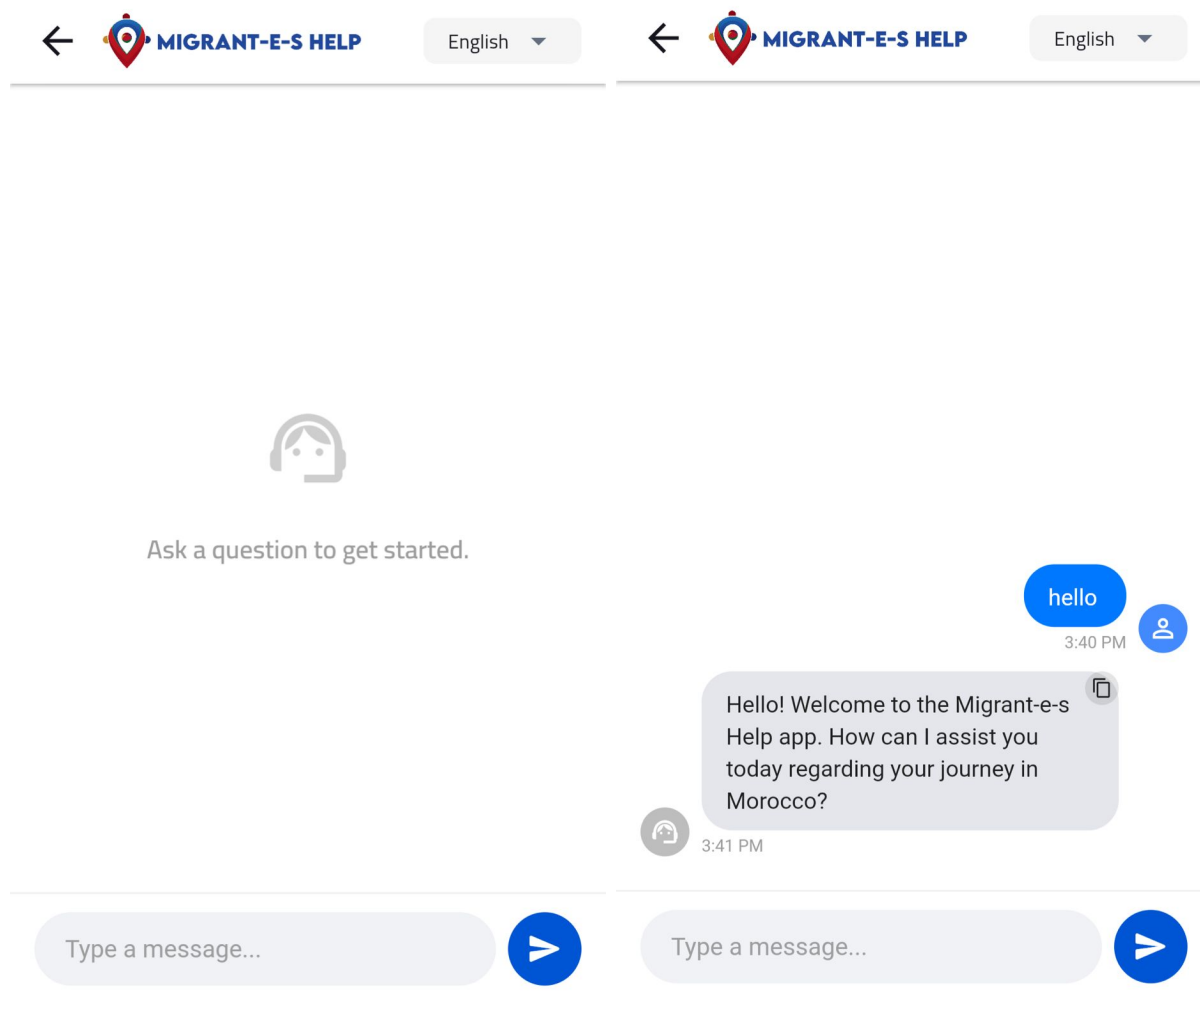 MIGRANT-E-S HELP
English
Ask a question to get started.
Type a message...
MIGRANT-E-S HELP
English
hello
3:40 PM
Hello! Welcome to the Migrant-e-s
Help app. How can I assist you
today regarding your journey in
Morocco?
3:41 PM
Type a message...